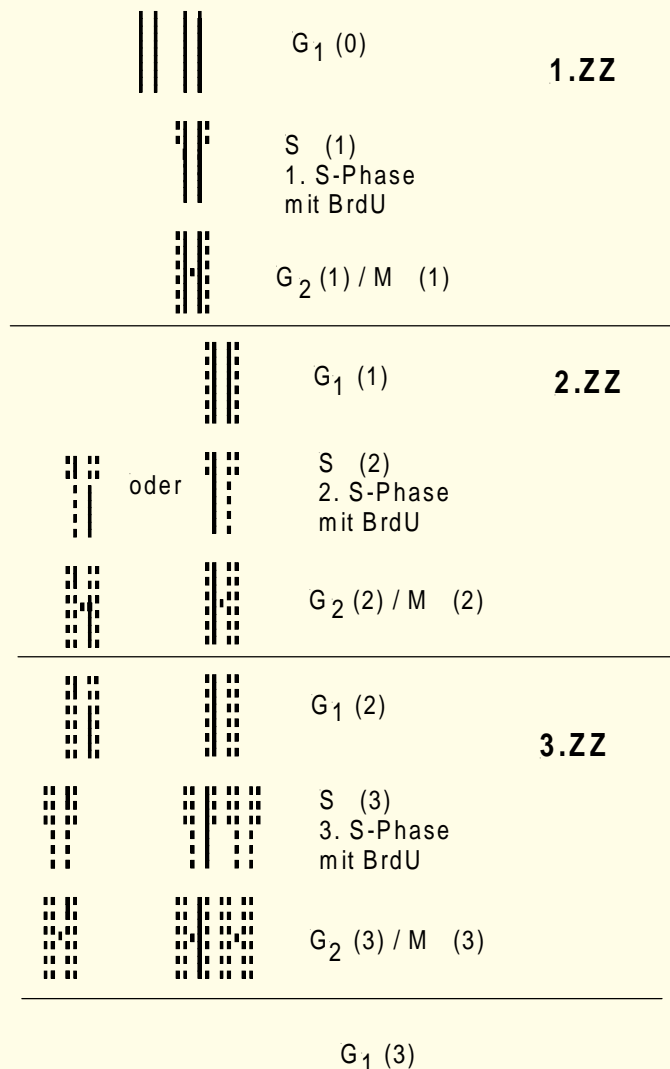 G1 (0)
1.ZZ
S (1)
1. S-Phase
mit BrdU
G2 (1) / M (1)
G1 (1)
2.ZZ
oder
S (2)
2. S-Phase
mit BrdU
G2 (2) / M (2)
G1 (2)
3.ZZ
S (3)
3. S-Phase
mit BrdU
G2 (3) / M (3)
G1 (3)